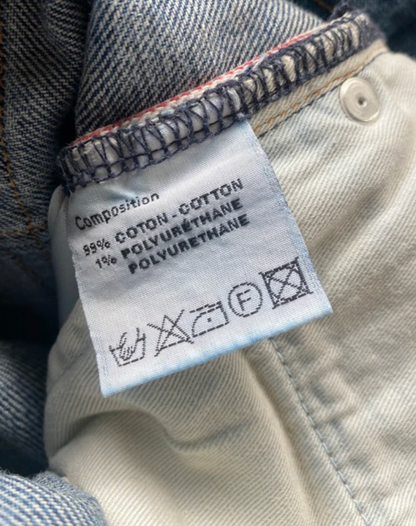 Composition
99% COTON - COTTON
1% POLYURÉTHANE
POLYURETHANE
F